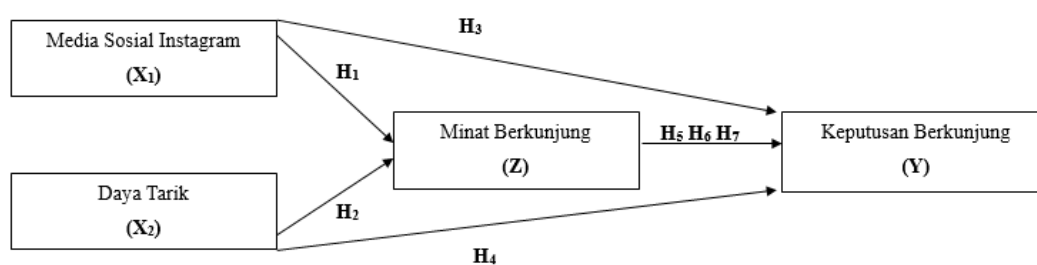 H₃
Media Sosial Instagram
(X₁)
H₁
Minat Berkunjung
(Z)
H₅ H₆ H₇
Keputusan Berkunjung
(Y)
Daya Tarik
(X₂)
H₂
H₄